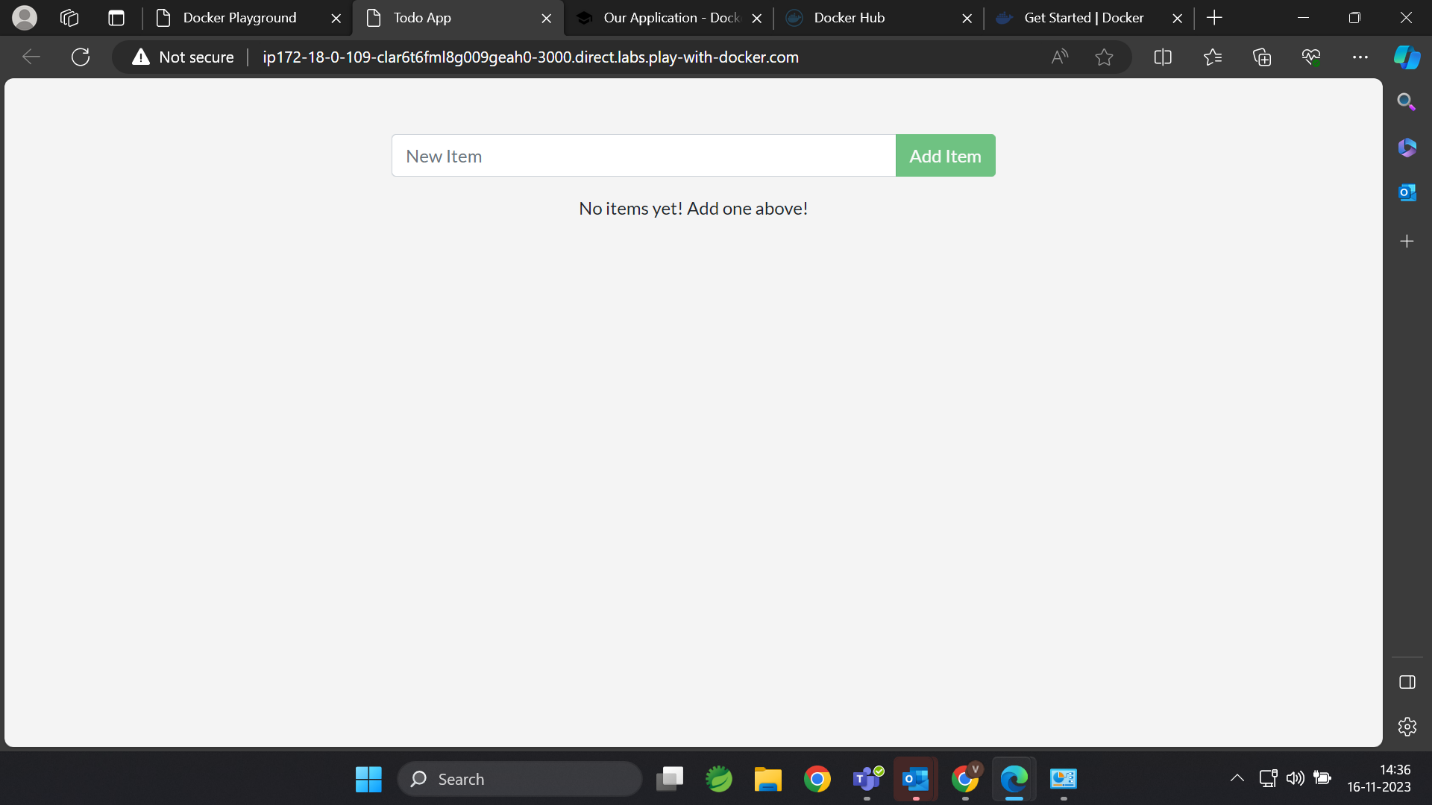 Docker Playground
Todo App
Our Application - Dock
Docker Hub
Get Started | Docker
Not secure
ip172-18-0-109-clar6t6fml8g009geah0-3000.direct.labs.play-with-docker.com
New Item
Add Item
No items yet! Add one above!
Search
14:36
16-11-2023